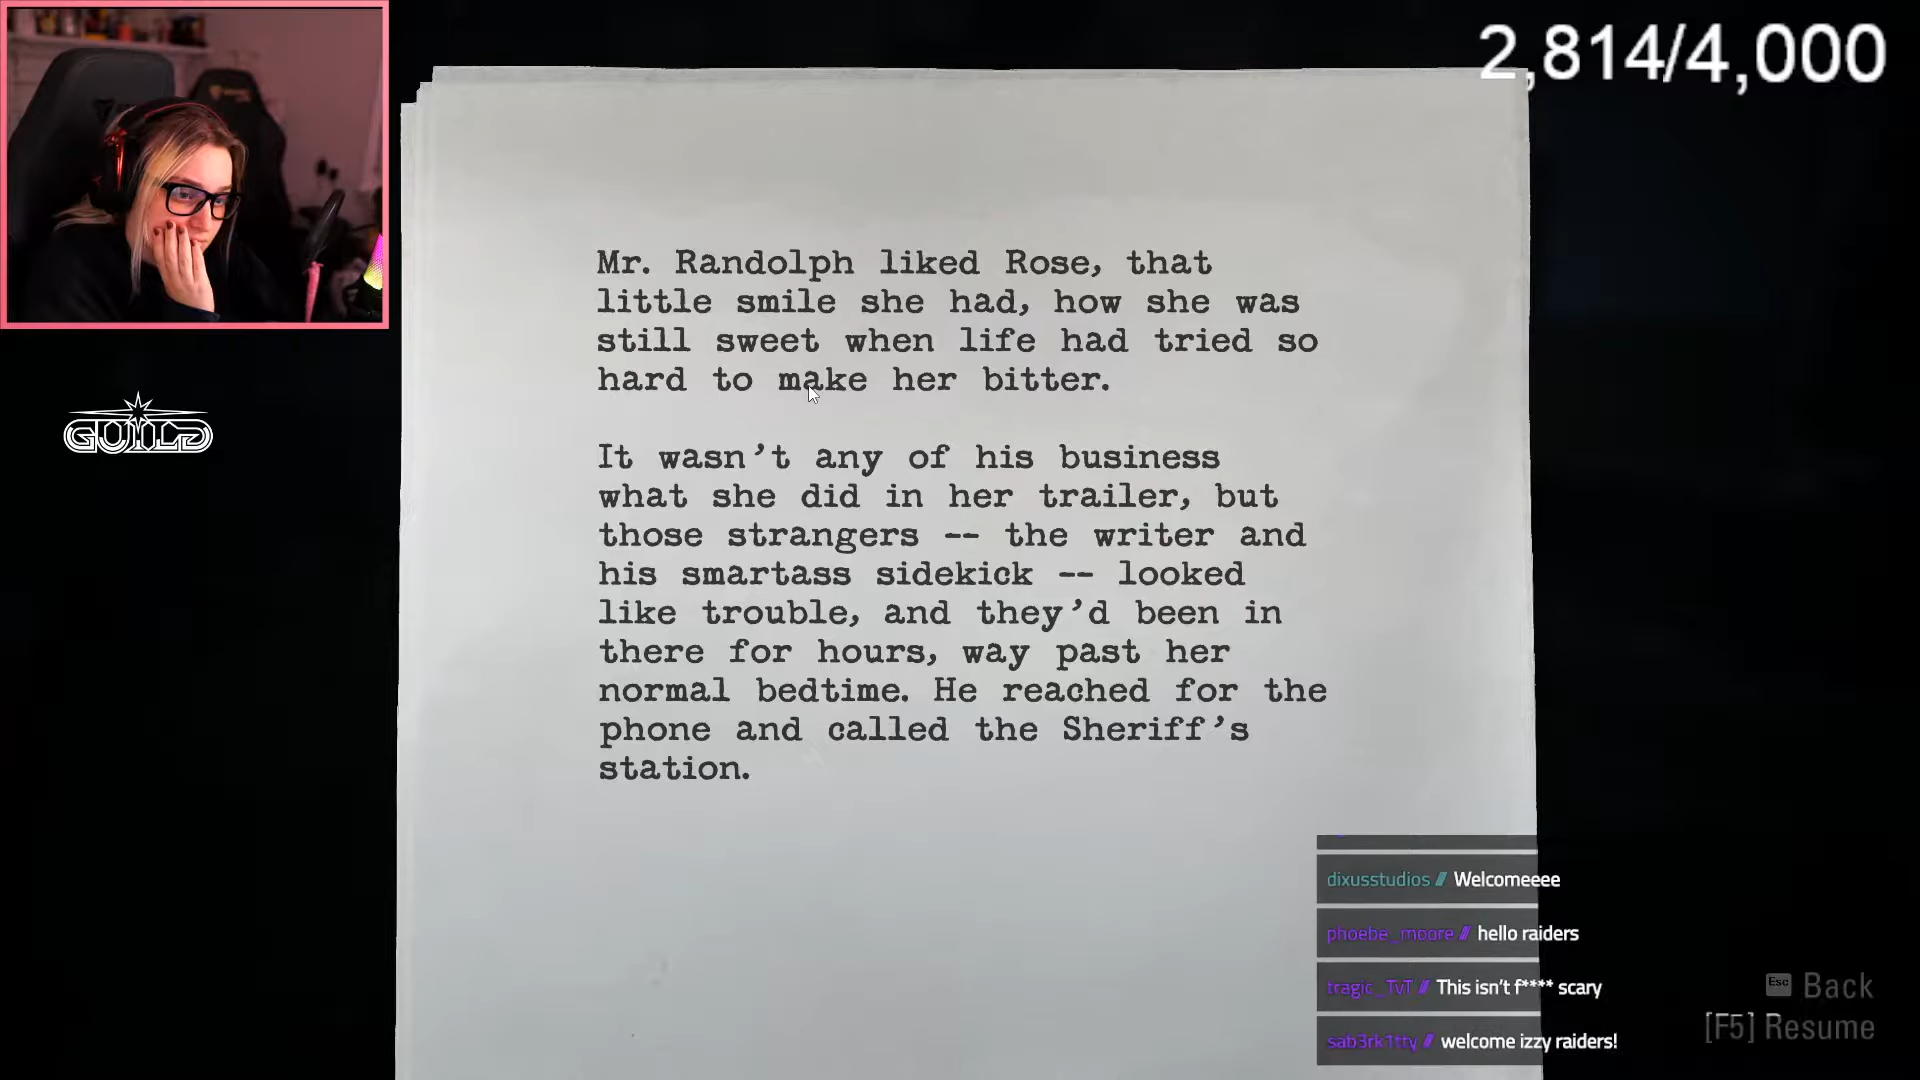 2,814/4,000
Mr. Randolph liked Rose, that
little smile she had, how she was
still sweet when life had tried so
hard to make her bitter.
It wasn’t any of his business
what she did in her trailer, but
those strangers -- the writer and
his smartass sidekick -- looked
like trouble, and they’d been in
there for hours, way past her
normal bedtime. He reached for the
phone and called the Sheriff’s
station.
GUILD
dixusstudios // Welcomeeee
phoebe_moore // hello raiders
tragic_TvT // This isn't f**** scary
sab3rk1tty // welcome izzy raiders!
Esc Back
[F5] Resume